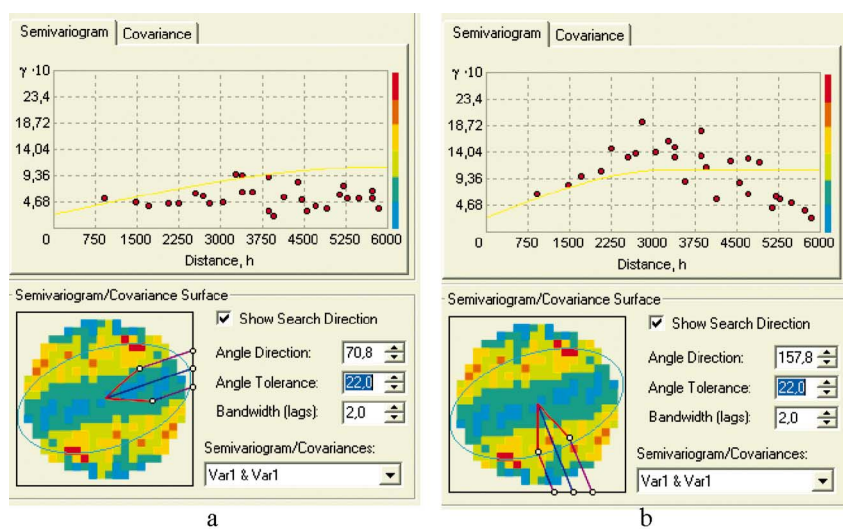 Semivariogram Covariance
γ ·10
23,4
18,72
14,04
9,36
4,68
0 750 1500 2250 3000 3750 4500 5250 6000
Distance, h
Semivariogram/Covariance Surface
Show Search Direction
Angle Direction: 70,8
Angle Tolerance: 22,0
Bandwidth (lags): 2,0
Semivariogram/Covariances:
Var1 & Var1
a
Semivariogram Covariance
γ ·10
23,4
18,72
14,04
9,36
4,68
0 750 1500 2250 3000 3750 4500 5250 6000
Distance, h
Semivariogram/Covariance Surface
Show Search Direction
Angle Direction: 157,8
Angle Tolerance: 22,0
Bandwidth (lags): 2,0
Semivariogram/Covariances:
Var1 & Var1
b